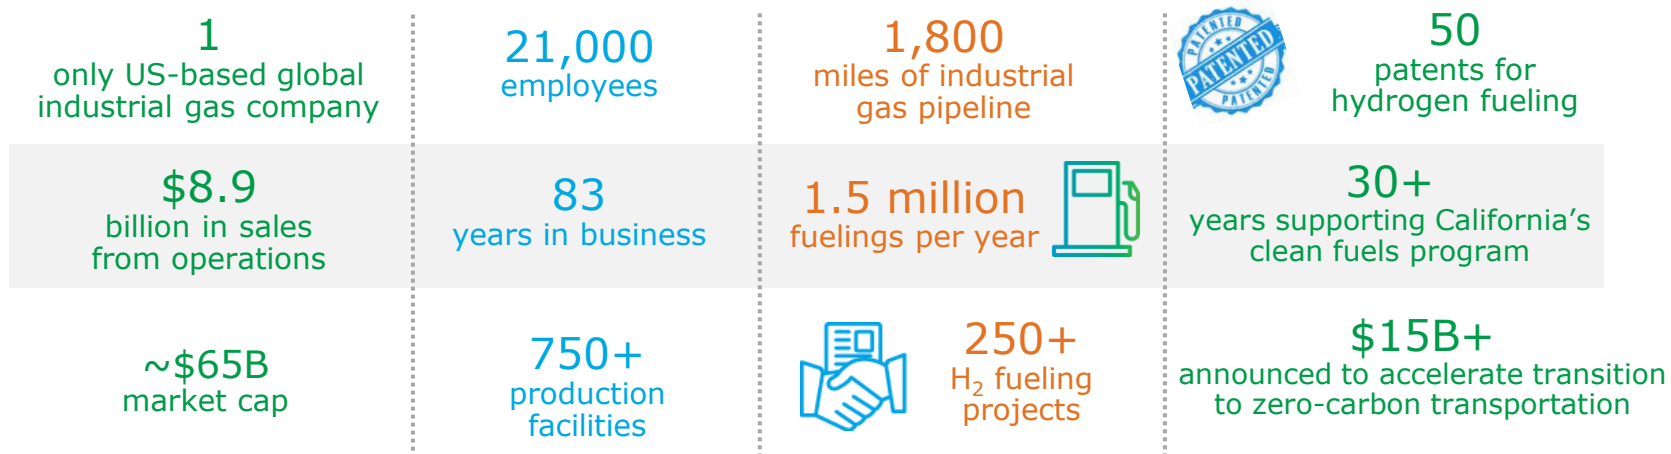 1
only US-based global
industrial gas company
21,000
employees
1,800
miles of industrial
gas pipeline
PATENTED
PATENTED
PATENTED
50
patents for
hydrogen fueling
$8.9
billion in sales
from operations
83
years in business
1.5 million
fuelings per year
30+
years supporting California’s
clean fuels program
~$65B
market cap
750+
production
facilities
250+
H₂ fueling
projects
$15B+
announced to accelerate transition
to zero-carbon transportation